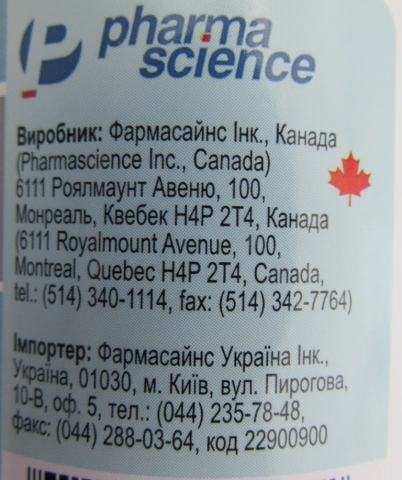 pharma
science
Виробник: Фармасайнс Інк., Канада
(Pharmascience Inc., Canada)
6111 Роялмаунт Авеню, 100,
Монреаль, Квебек H4P 2T4, Канада
(6111 Royalmount Avenue, 100,
Montreal, Quebec H4P 2T4, Canada,
tel.: (514) 340-1114, fax: (514) 342-7764)
Імпортер: Фармасайнс Україна Інк.,
Україна, 01030, м. Київ, вул. Пирогова,
10-В, оф. 5, тел.: (044) 235-78-48,
факс: (044) 288-03-64, код 22900900